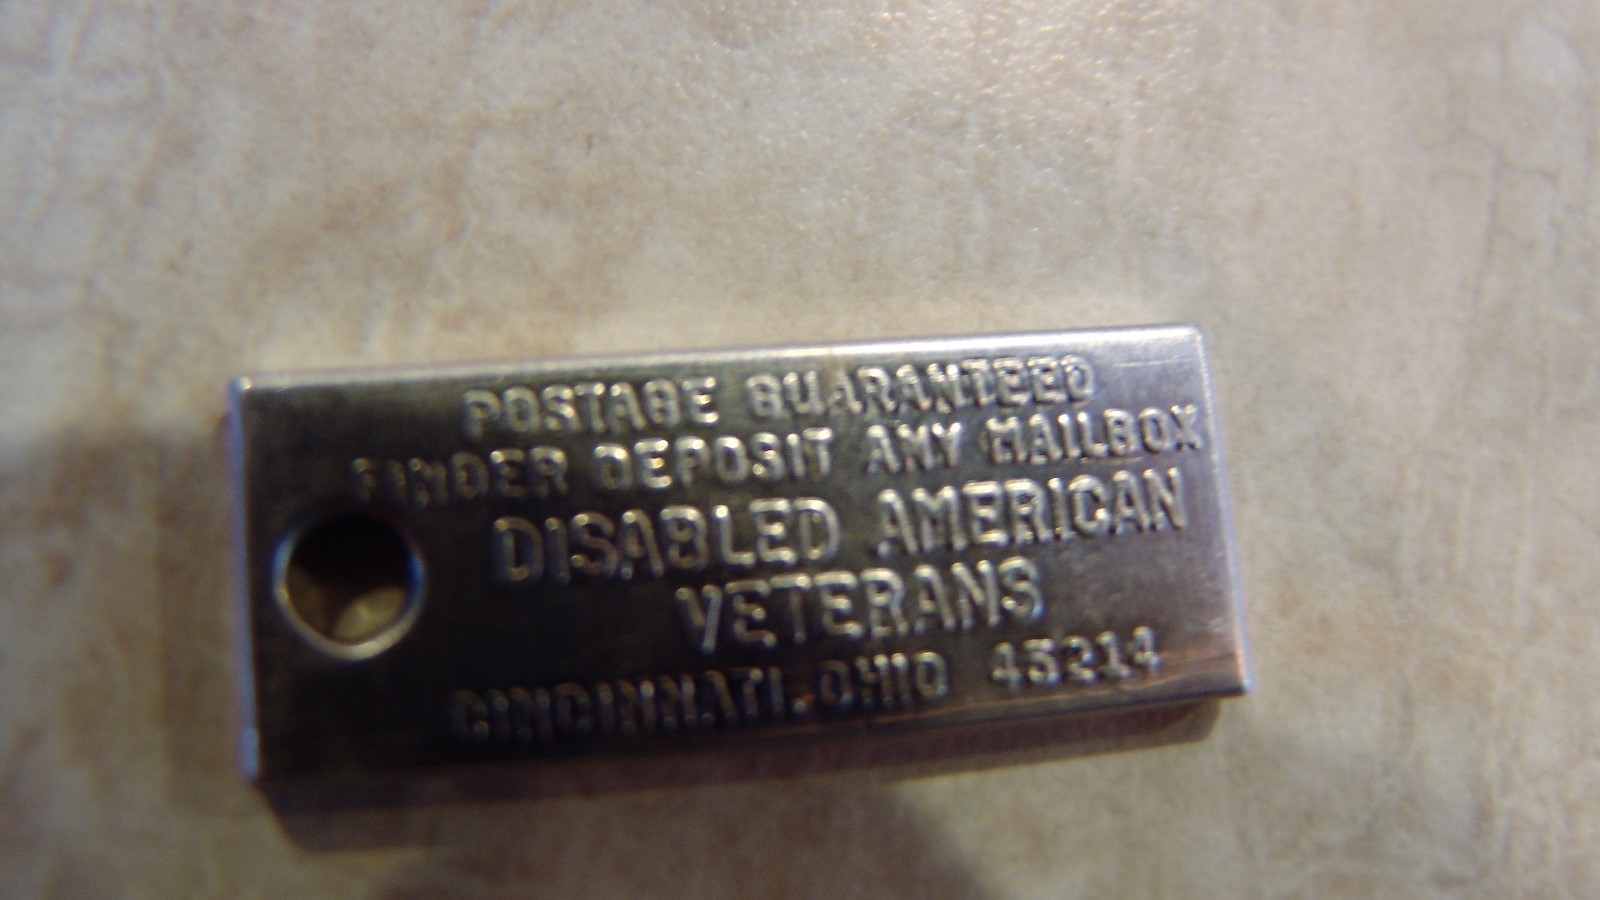 POSTAGE GUARANTEED
FINDER DEPOSIT ANY MAILBOX
DISABLED AMERICAN
VETERANS
CINCINNATI, OHIO 45214